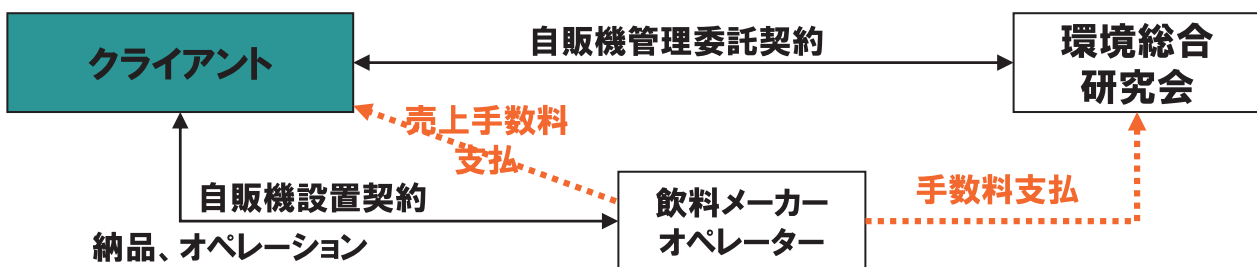 クライアント
自販機管理委託契約
環境総合
研究会
売上手数料
支払
自販機設置契約
納品、オペレーション
飲料メーカー
オペレーター
手数料支払